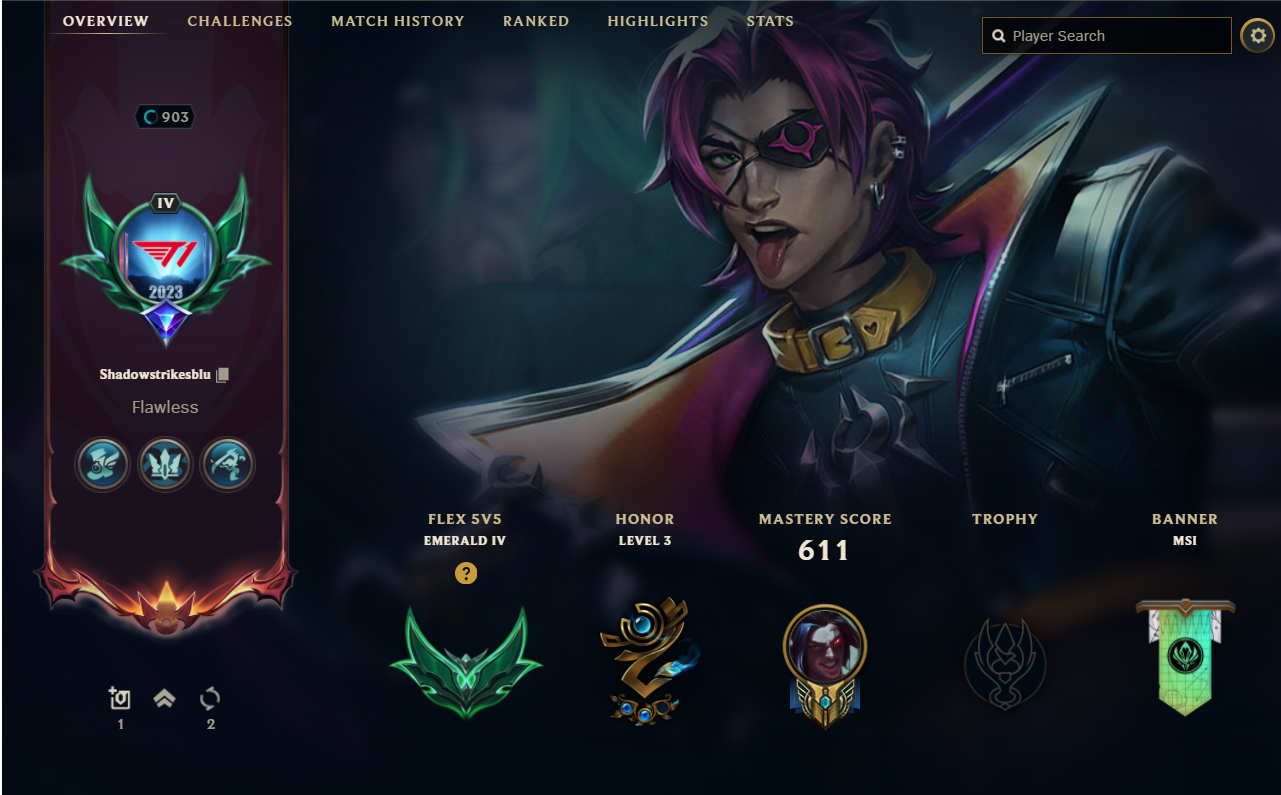 OVERVIEW
CHALLENGES
MATCH HISTORY
RANKED
HIGHLIGHTS
STATS
Player Search
903
IV
T1
2023
Shadowstrikesblu
Flawless
1
2
FLEX 5V5
EMERALD IV
?
HONOR
LEVEL 3
MASTERY SCORE
611
TROPHY
BANNER
MSI